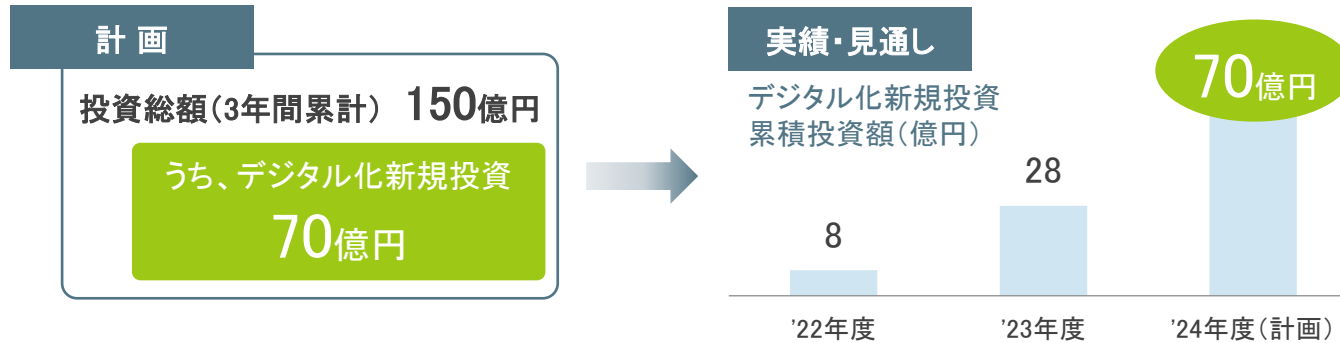 計 画
投資総額(3年間累計) 150億円
うち、デジタル化新規投資
70億円
実績・見通し
デジタル化新規投資
累積投資額(億円)
70億円
28
8
'22年度
'23年度
'24年度(計画)